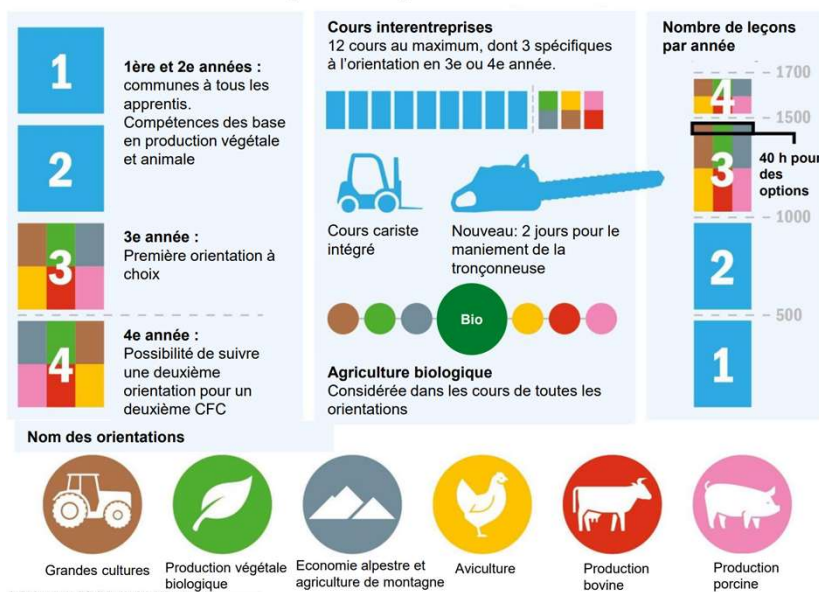 1
1ère et 2e années :
communes à tous les
apprentis.
Compétences des base
en production végétale
et animale
2
3
3e année :
Première orientation à
choix
4
4e année :
Possibilité de suivre
une deuxième
orientation pour un
deuxième CFC
Cours interentreprises
12 cours au maximum, dont 3 spécifiques
à l'orientation en 3e ou 4e année.
Cours cariste
intégré
Nouveau: 2 jours pour le
maniement de la
tronçonneuse
Bio
Agriculture biologique
Considérée dans les cours de toutes les
orientations
Nombre de leçons
par année
1700
4
1500
3
40 h pour
des
options
1000
2
500
1
Nom des orientations
Grandes cultures
Production végétale
biologique
Economie alpestre et
agriculture de montagne
Aviculture
Production
bovine
Production
porcine